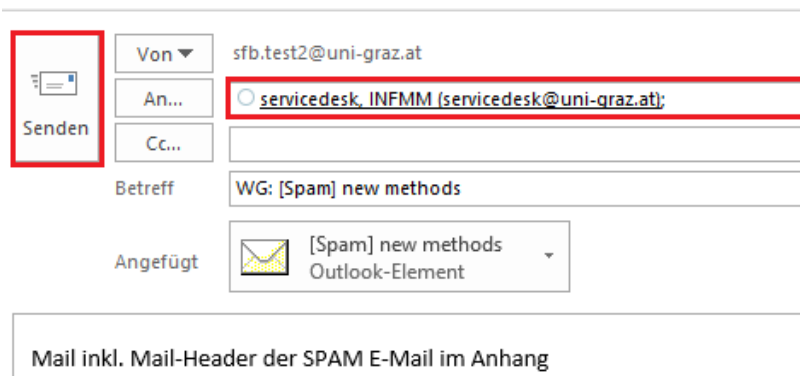 Von
sfb.test2@uni-graz.at
Senden
An...
servicedesk, INFMM (servicedesk@uni-graz.at);
Cc...
Betreff
WG: [Spam] new methods
Angefügt
[Spam] new methods
Outlook-Element
Mail inkl. Mail-Header der SPAM E-Mail im Anhang